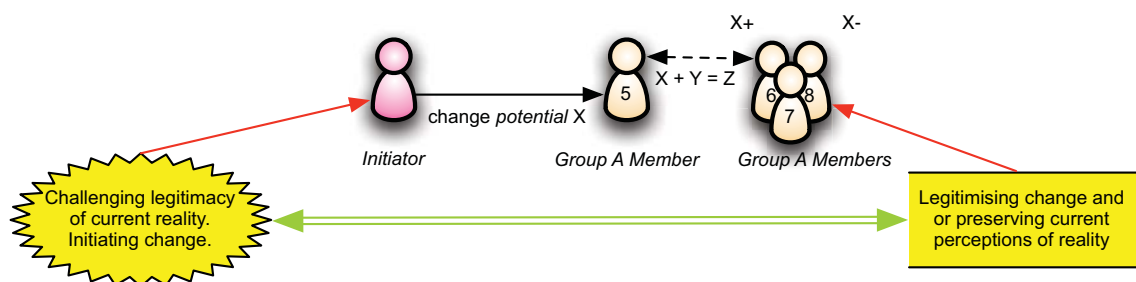 X+
X-
X + Y = Z
5
6
8
7
change potential X
Initiator
Group A Member
Group A Members
Challenging legitimacy
of current reality.
Initiating change.
Legitimising change and
or preserving current
perceptions of reality